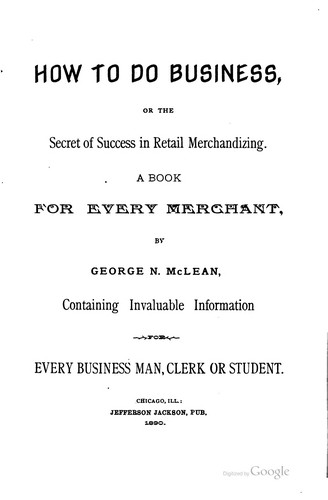 HOW TO DO BUSINESS,
OR THE
Secret of Success in Retail Merchandizing.
A BOOK
FOR EVERY MERCHANT,
BY
GEORGE N. McLEAN,
Containing Invaluable Information
FOR
EVERY BUSINESS MAN, CLERK OR STUDENT.
CHICAGO, ILL:
JEFFERSON JACKSON, PUB,
1890.
Digitized by Google